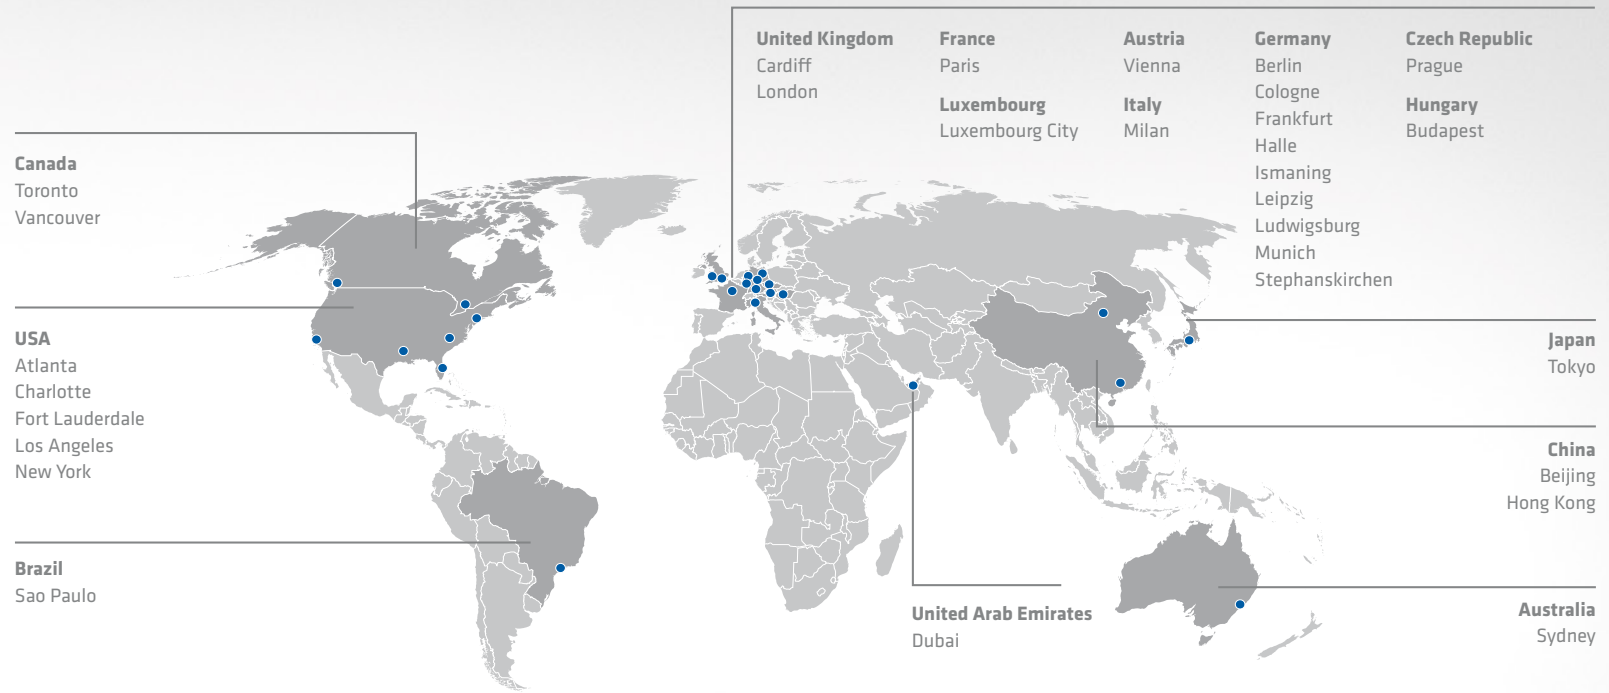 United Kingdom
Cardiff
London
France
Paris
Luxembourg
Luxembourg City
Austria
Vienna
Italy
Milan
Germany
Berlin
Cologne
Frankfurt
Halle
Ismaning
Leipzig
Ludwigsburg
Munich
Stephanskirchen
Czech Republic
Prague
Hungary
Budapest
Canada
Toronto
Vancouver
USA
Atlanta
Charlotte
Fort Lauderdale
Los Angeles
New York
Brazil
Sao Paulo
United Arab Emirates
Dubai
Japan
Tokyo
China
Beijing
Hong Kong
Australia
Sydney